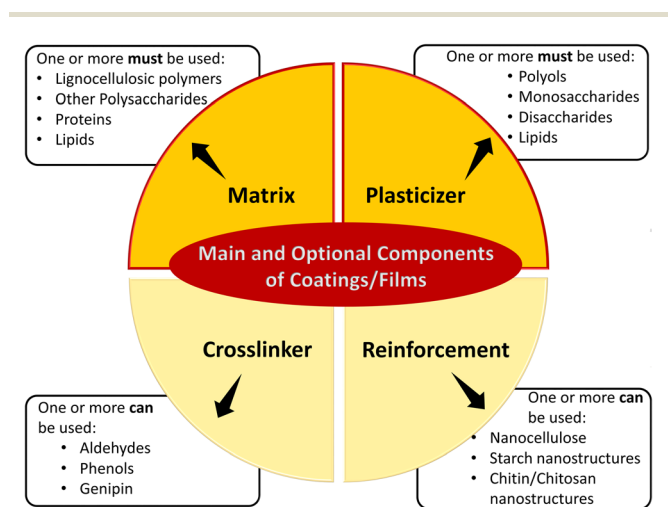 One or more must be used:
• Lignocellulosic polymers
• Other Polysaccharides
• Proteins
• Lipids
One or more must be used:
• Polyols
• Monosaccharides
• Disaccharides
• Lipids
Matrix
Plasticizer
Main and Optional Components
of Coatings/Films
Crosslinker
Reinforcement
One or more can
be used:
• Aldehydes
• Phenols
• Genipin
One or more can
be used:
• Nanocellulose
• Starch nanostructures
• Chitin/Chitosan
nanostructures